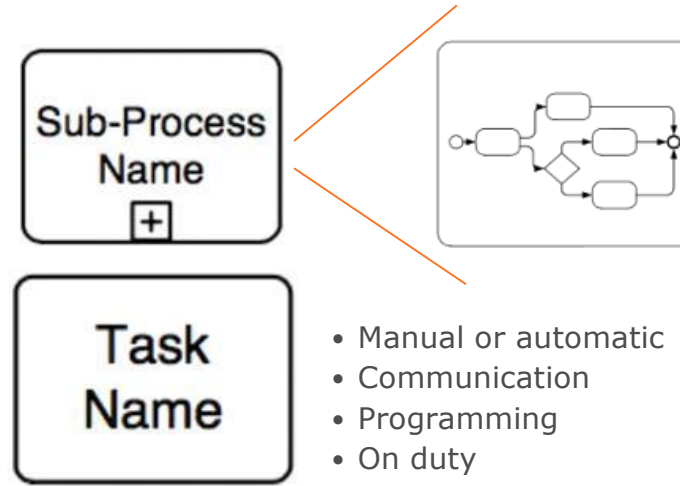 Sub-Process
Name
+
Task
Name
• Manual or automatic
• Communication
• Programming
• On duty